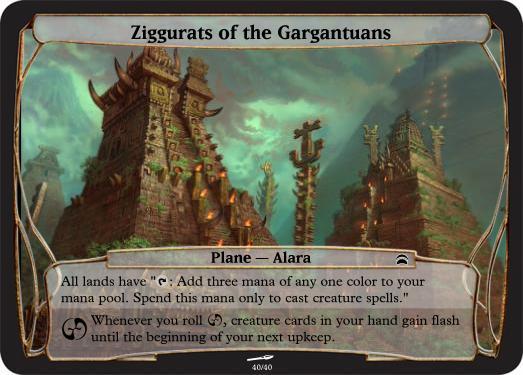 Ziggurats of the Gargantuans
Plane — Alara
All lands have ": Add three mana of any one color to your
mana pool. Spend this mana only to cast creature spells."
Whenever you roll , creature cards in your hand gain flash
until the beginning of your next upkeep.
40/40